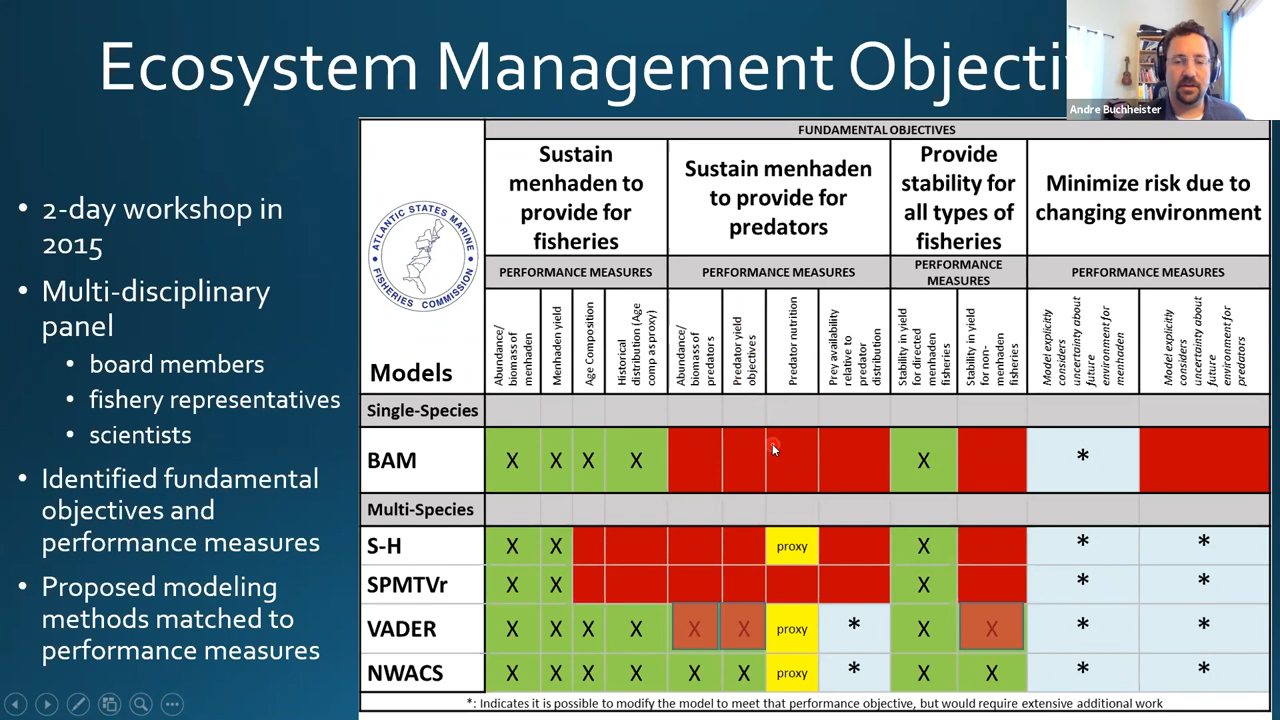 Ecosystem Management Objecti
Andre Buchheister
• 2-day workshop in
2015
• Multi-disciplinary
panel
• board members
• fishery representatives
• scientists
• Identified fundamental
objectives and
performance measures
• Proposed modeling
methods matched to
performance measures
FUNDAMENTAL OBJECTIVES
ATLANTIC STATES MARINE
FISHERIES COMMISSION
Sustain
menhaden to
provide for
fisheries
Sustain menhaden
to provide for
predators
Provide
stability for
all types of
fisheries
Minimize risk due to
changing environment
PERFORMANCE MEASURES
PERFORMANCE MEASURES
PERFORMANCE
MEASURES
PERFORMANCE MEASURES
Models
Abundance/
biomass of
menhaden
Menhaden yield
Age Composition
Historical
distribution (Age
comp as proxy)
Abundance/
biomass of
predators
Predator yield
objectives
Predator nutrition
Prey availability
relative to
predator
distribution
Stability in yield
for directed
menhaden
fisheries
Stability in yield
for non-
menhaden
fisheries
Model explicitly
considers
uncertainty about
future
environment for
menhaden
Model explicitly
considers
uncertainty about
future
environment for
predators
Single-Species
BAM X X X X X *
Multi-Species
S-H X X proxy X * *
SPMTVr X X X * *
VADER X X X X X X proxy * X X * *
NWACS X X X X X X proxy * X X * *
*: Indicates it is possible to modify the model to meet that performance objective, but would require extensive additional work